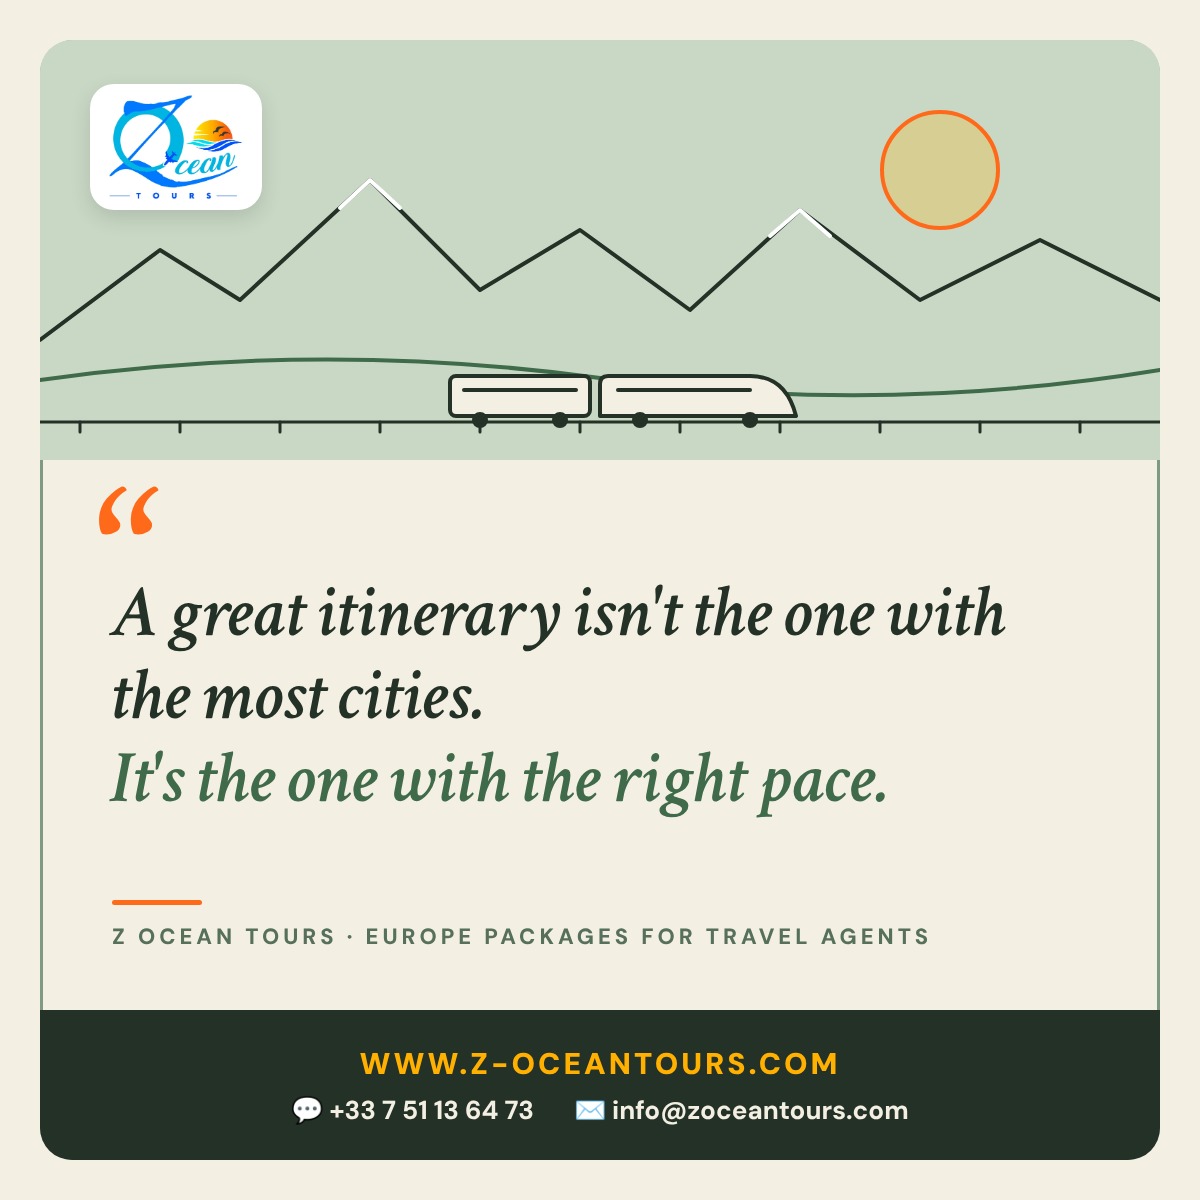 Z Ocean
TOURS
“
A great itinerary isn't the one with
the most cities.
It's the one with the right pace.
Z OCEAN TOURS · EUROPE PACKAGES FOR TRAVEL AGENTS
WWW.Z-OCEANTOURS.COM
💬 +33 7 51 13 64 73 ✉️ info@zoceantours.com